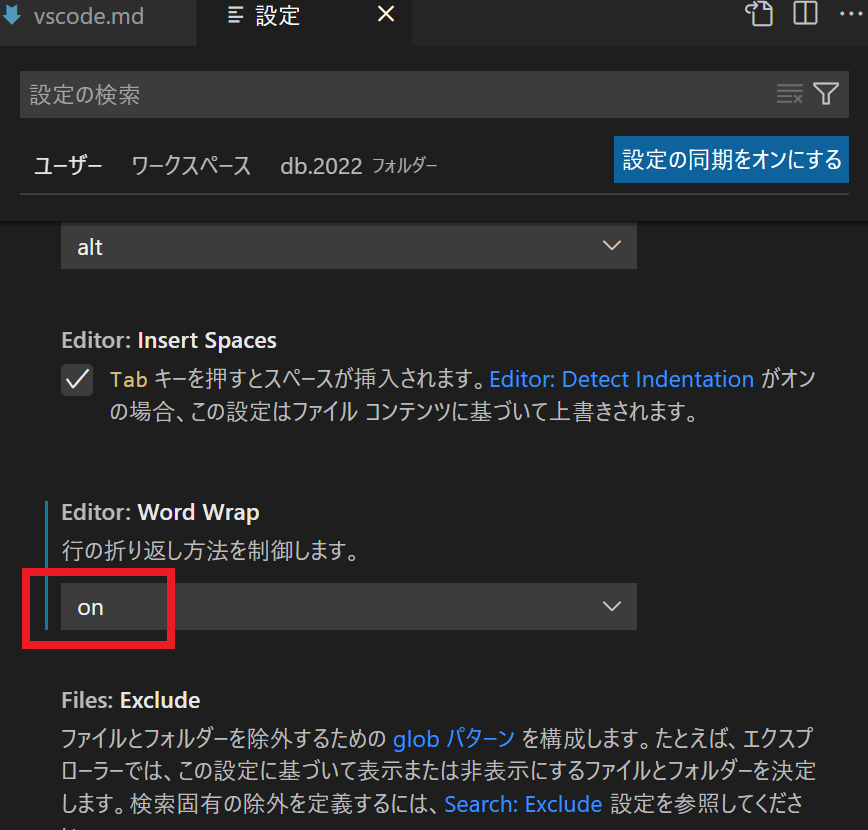 vscode.md
設定
設定の検索
ユーザー ワークスペース db.2022 フォルダー 設定の同期をオンにする
alt
Editor: Insert Spaces
Tab キーを押すとスペースが挿入されます。Editor: Detect Indentation がオン
の場合、この設定はファイル コンテンツに基づいて上書きされます。
Editor: Word Wrap
行の折り返し方法を制御します。
on
Files: Exclude
ファイルとフォルダーを除外するための glob パターン を構成します。たとえば、エクスプ
ローラーでは、この設定に基づいて表示または非表示にするファイルとフォルダーを決定
します。検索固有の除外を定義するには、Search: Exclude 設定を参照してくださ